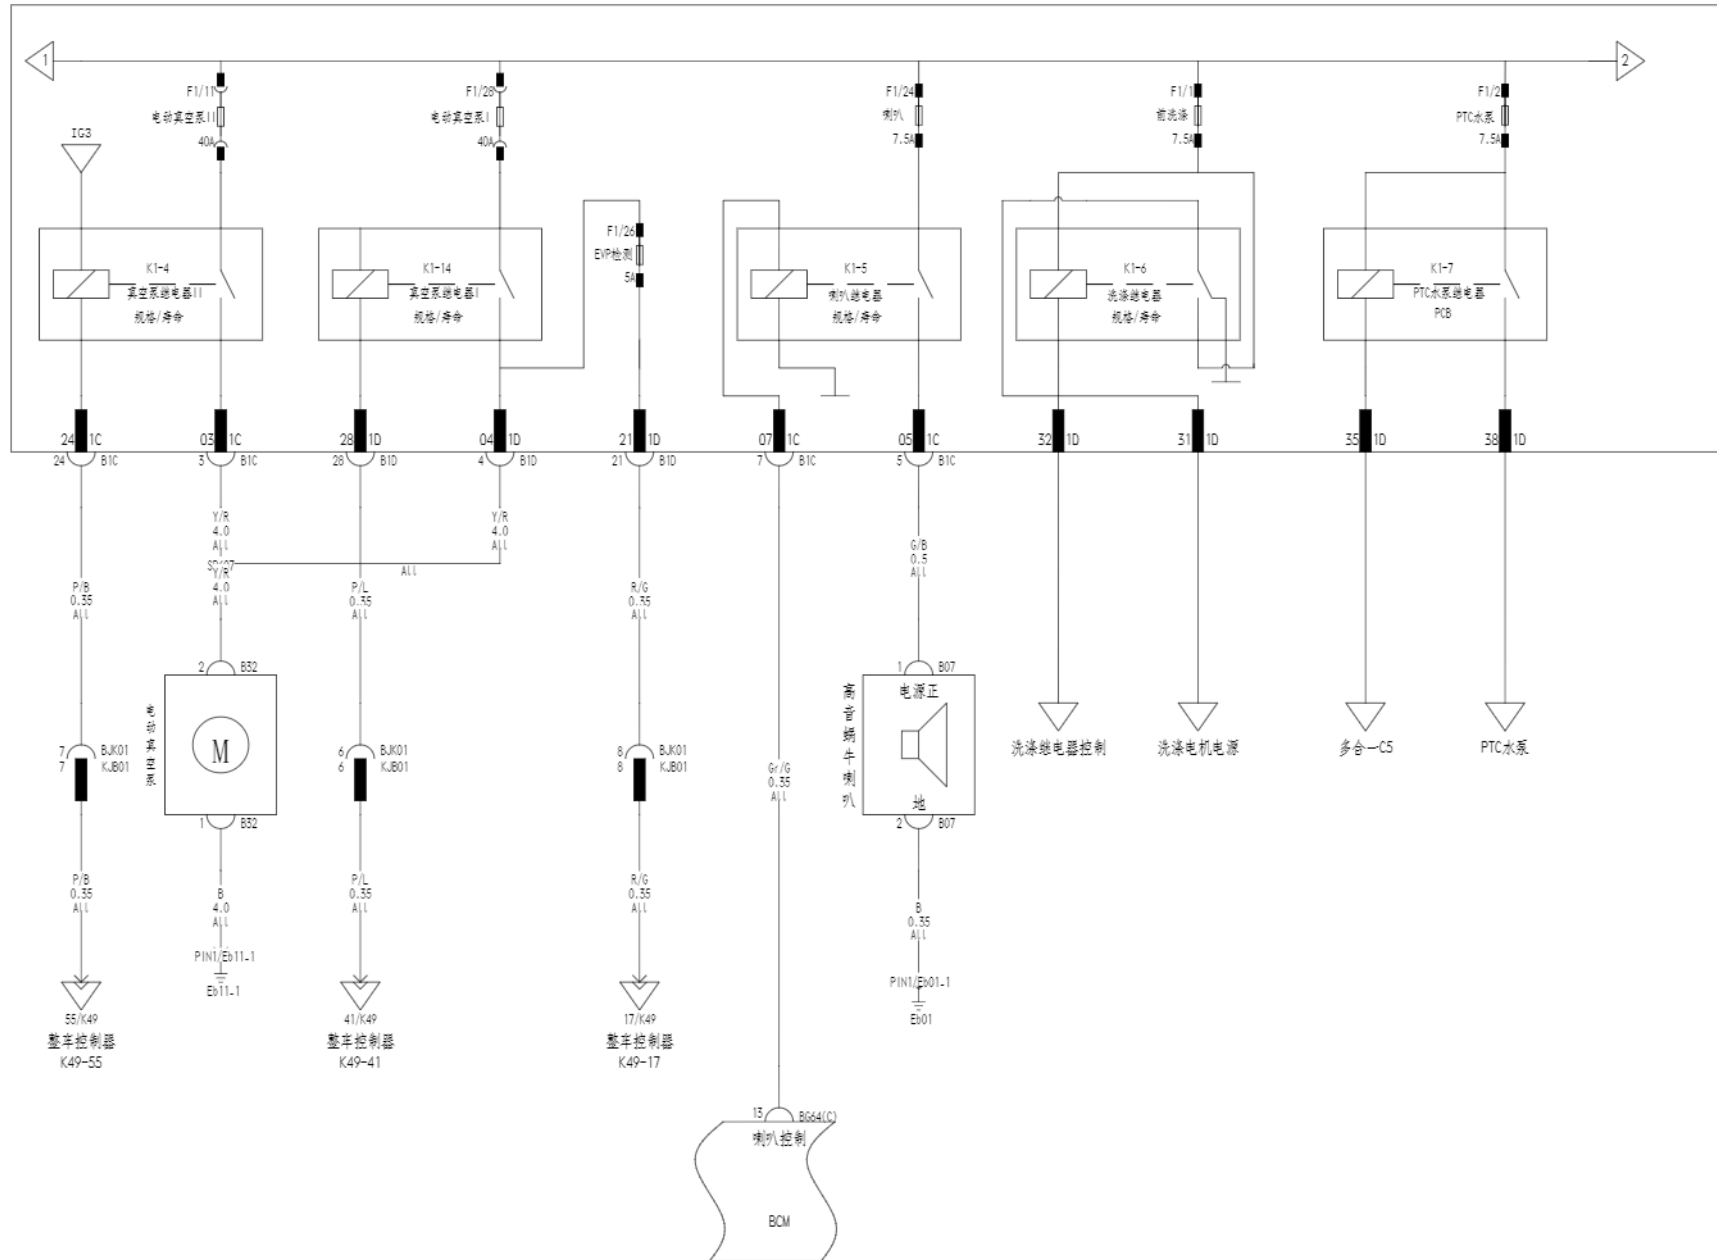 1
2
F1/11
电动真空泵II
40A
F1/28
电动真空泵I
40A
F1/24
喇叭
7.5A
F1/1
前洗涤
7.5A
F1/2
PTC水泵
7.5A
IG3
F1/26
EVP检测
5A
K1-4
真空泵继电器II
规格/寿命
K1-14
真空泵继电器I
规格/寿命
K1-5
喇叭继电器
规格/寿命
K1-6
洗涤继电器
规格/寿命
K1-7
PTC水泵继电器
PCB
24 1C
03 1C
28 1D
04 1D
21 1D
07 1C
05 1C
32 1D
31 1D
35 1D
38 1D
24 B1C
3 B1C
28 B1D
4 B1D
21 B1D
7 B1C
5 B1C
Y/R
4.0
All
Y/R
4.0
All
All
Y/R
4.0
All
G/B
0.5
All
P/B
0.35
All
P/L
0.35
All
R/G
0.35
All
2 B32
电动真空泵
M
1 B32
1 B07
电源正
高音蜗牛喇叭
地
2 B07
7 BJK01
7 KJB01
6 BJK01
6 KJB01
8 BJK01
8 KJB01
Gr/G
0.35
All
洗涤继电器控制
洗涤电机电源
多合一-C5
PTC水泵
P/B
0.35
All
B
4.0
All
P/L
0.35
All
R/G
0.35
All
B
0.35
All
PIN1/Eb11-1
Eb11-1
PIN1/Eb01-1
Eb01
55/K49
整车控制器
K49-55
41/K49
整车控制器
K49-41
17/K49
整车控制器
K49-17
13 BG64(C)
喇叭控制
BCM